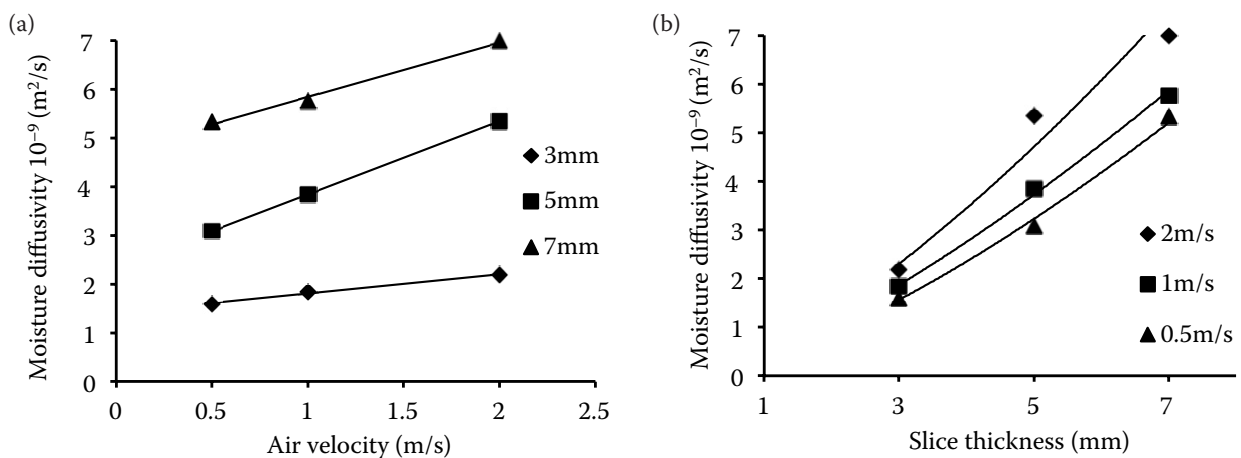 (a)
Moisture diffusivity 10⁻⁹ (m²/s)
7
6
5
4
3
2
1
0
0 0.5 1 1.5 2 2.5
Air velocity (m/s)
3mm
5mm
7mm
(b)
Moisture diffusivity 10⁻⁹ (m²/s)
7
6
5
4
3
2
1
0
1 3 5 7
Slice thickness (mm)
2m/s
1m/s
0.5m/s